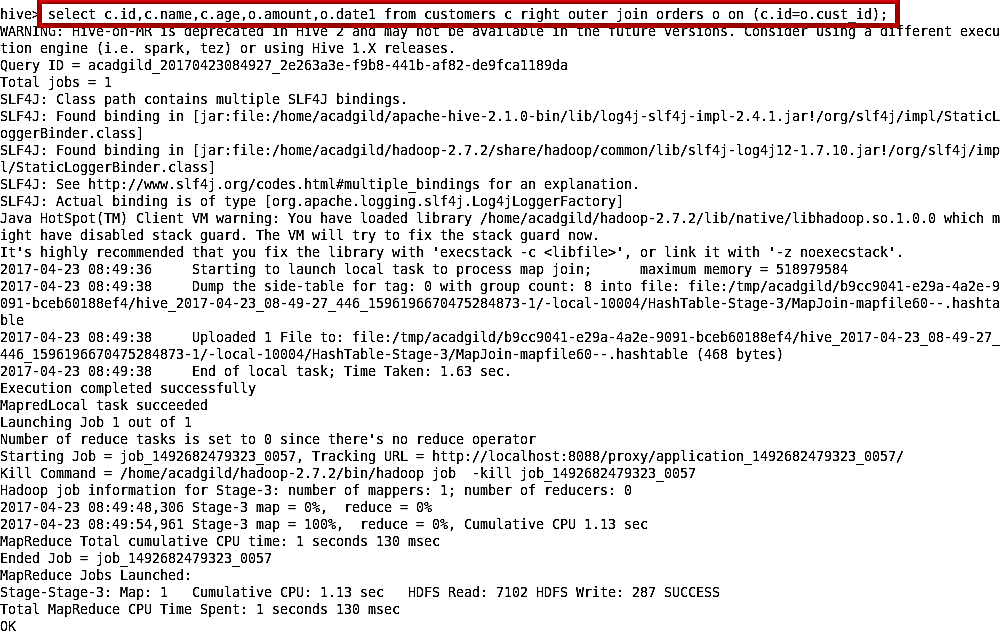 hive> select c.id,c.name,c.age,o.amount,o.date1 from customers c right outer join orders o on (c.id=o.cust_id);
WARNING: Hive-on-MR is deprecated in Hive 2 and may not be available in the future versions. Consider using a different execu
tion engine (i.e. spark, tez) or using Hive 1.X releases.
Query ID = acadgild_20170423084927_2e263a3e-f9b8-441b-af82-de9fca1189da
Total jobs = 1
SLF4J: Class path contains multiple SLF4J bindings.
SLF4J: Found binding in [jar:file:/home/acadgild/apache-hive-2.1.0-bin/lib/log4j-slf4j-impl-2.4.1.jar!/org/slf4j/impl/StaticL
oggerBinder.class]
SLF4J: Found binding in [jar:file:/home/acadgild/hadoop-2.7.2/share/hadoop/common/lib/slf4j-log4j12-1.7.10.jar!/org/slf4j/imp
l/StaticLoggerBinder.class]
SLF4J: See http://www.slf4j.org/codes.html#multiple_bindings for an explanation.
SLF4J: Actual binding is of type [org.apache.logging.slf4j.Log4jLoggerFactory]
Java HotSpot(TM) Client VM warning: You have loaded library /home/acadgild/hadoop-2.7.2/lib/native/libhadoop.so.1.0.0 which m
ight have disabled stack guard. The VM will try to fix the stack guard now.
It's highly recommended that you fix the library with 'execstack -c <libfile>', or link it with '-z noexecstack'.
2017-04-23 08:49:36     Starting to launch local task to process map join;      maximum memory = 518979584
2017-04-23 08:49:38     Dump the side-table for tag: 0 with group count: 8 into file: file:/tmp/acadgild/b9cc9041-e29a-4a2e-9
091-bceb60188ef4/hive_2017-04-23_08-49-27_446_1596196670475284873-1/-local-10004/HashTable-Stage-3/MapJoin-mapfile60--.hashta
ble
2017-04-23 08:49:38     Uploaded 1 File to: file:/tmp/acadgild/b9cc9041-e29a-4a2e-9091-bceb60188ef4/hive_2017-04-23_08-49-27_
446_1596196670475284873-1/-local-10004/HashTable-Stage-3/MapJoin-mapfile60--.hashtable (468 bytes)
2017-04-23 08:49:38     End of local task; Time Taken: 1.63 sec.
Execution completed successfully
MapredLocal task succeeded
Launching Job 1 out of 1
Number of reduce tasks is set to 0 since there's no reduce operator
Starting Job = job_1492682479323_0057, Tracking URL = http://localhost:8088/proxy/application_1492682479323_0057/
Kill Command = /home/acadgild/hadoop-2.7.2/bin/hadoop job  -kill job_1492682479323_0057
Hadoop job information for Stage-3: number of mappers: 1; number of reducers: 0
2017-04-23 08:49:48,306 Stage-3 map = 0%,  reduce = 0%
2017-04-23 08:49:54,961 Stage-3 map = 100%,  reduce = 0%, Cumulative CPU 1.13 sec
MapReduce Total cumulative CPU time: 1 seconds 130 msec
Ended Job = job_1492682479323_0057
MapReduce Jobs Launched:
Stage-Stage-3: Map: 1   Cumulative CPU: 1.13 sec   HDFS Read: 7102 HDFS Write: 287 SUCCESS
Total MapReduce CPU Time Spent: 1 seconds 130 msec
OK